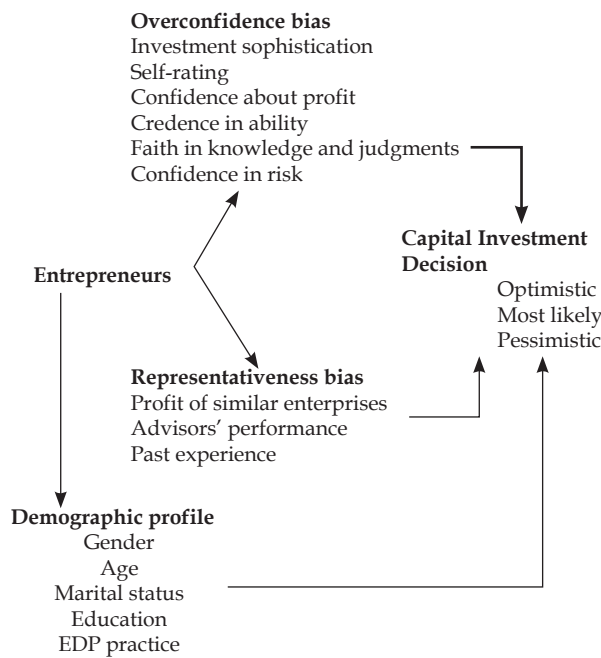 Overconfidence bias
Investment sophistication
Self-rating
Confidence about profit
Credence in ability
Faith in knowledge and judgments
Confidence in risk
Capital Investment
Decision
Optimistic
Most likely
Pessimistic
Entrepreneurs
Representativeness bias
Profit of similar enterprises
Advisors’ performance
Past experience
Demographic profile
Gender
Age
Marital status
Education
EDP practice